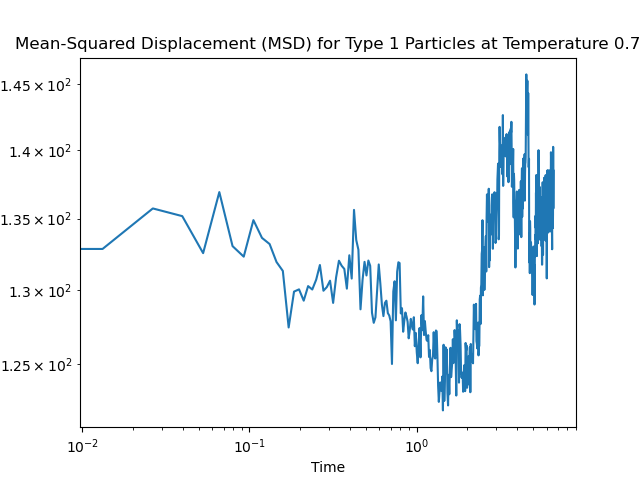 Mean-Squared Displacement (MSD) for Type 1 Particles at Temperature 0.7
1.45 × 10²
1.4 × 10²
1.35 × 10²
1.3 × 10²
1.25 × 10²
10⁻² 10⁻¹ 10⁰
Time